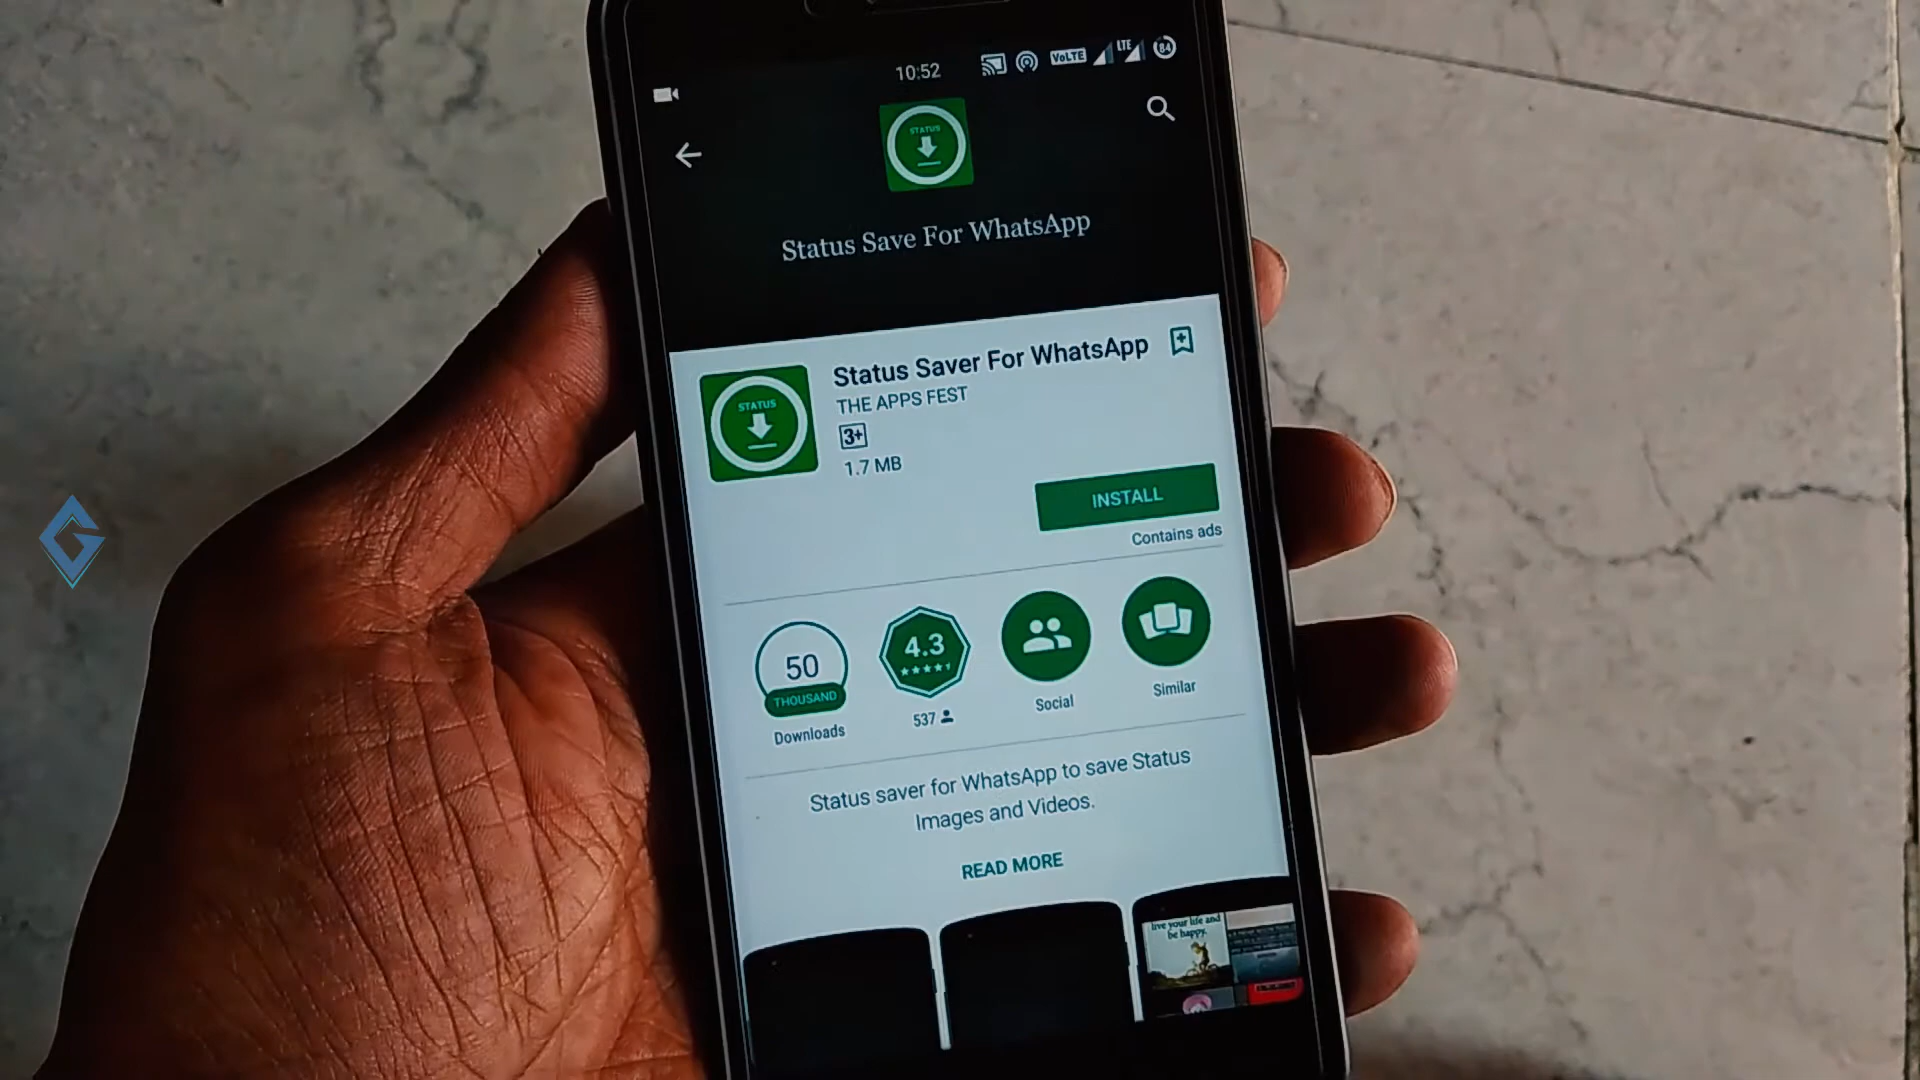 10:52
VoLTE
LTE
84
STATUS
Status Save For WhatsApp
Status Saver For WhatsApp
THE APPS FEST
STATUS
3+
1.7 MB
INSTALL
Contains ads
50
THOUSAND
Downloads
4.3
537
Social
Similar
Status saver for WhatsApp to save Status
Images and Videos.
READ MORE
live your life and
be happy.